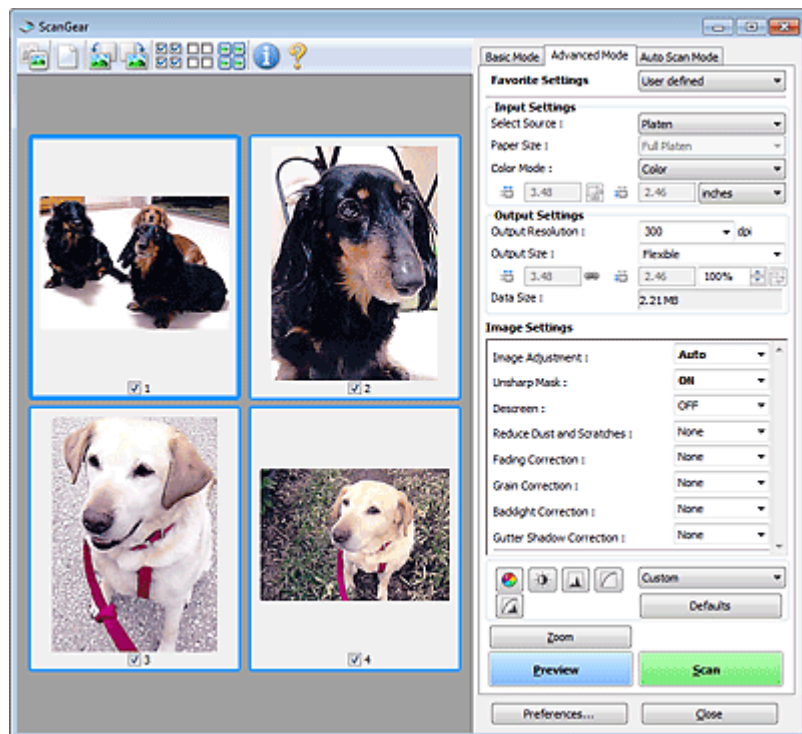 ScanGear
Basic Mode Advanced Mode Auto Scan Mode
Favorite Settings User defined
Input Settings
Select Source : Platen
Paper Size : Full Platen
Color Mode : Color
3.48 2.46 inches
Output Settings
Output Resolution : 300 dpi
Output Size : Flexible
3.48 2.46 100%
Data Size : 2.21MB
Image Settings
Image Adjustment : Auto
Unsharp Mask : ON
Descreen : OFF
Reduce Dust and Scratches : None
Fading Correction : None
Grain Correction : None
Backlight Correction : None
Gutter Shadow Correction : None
Custom
Defaults
Zoom
Preview Scan
Preferences... Close
1
2
3
4